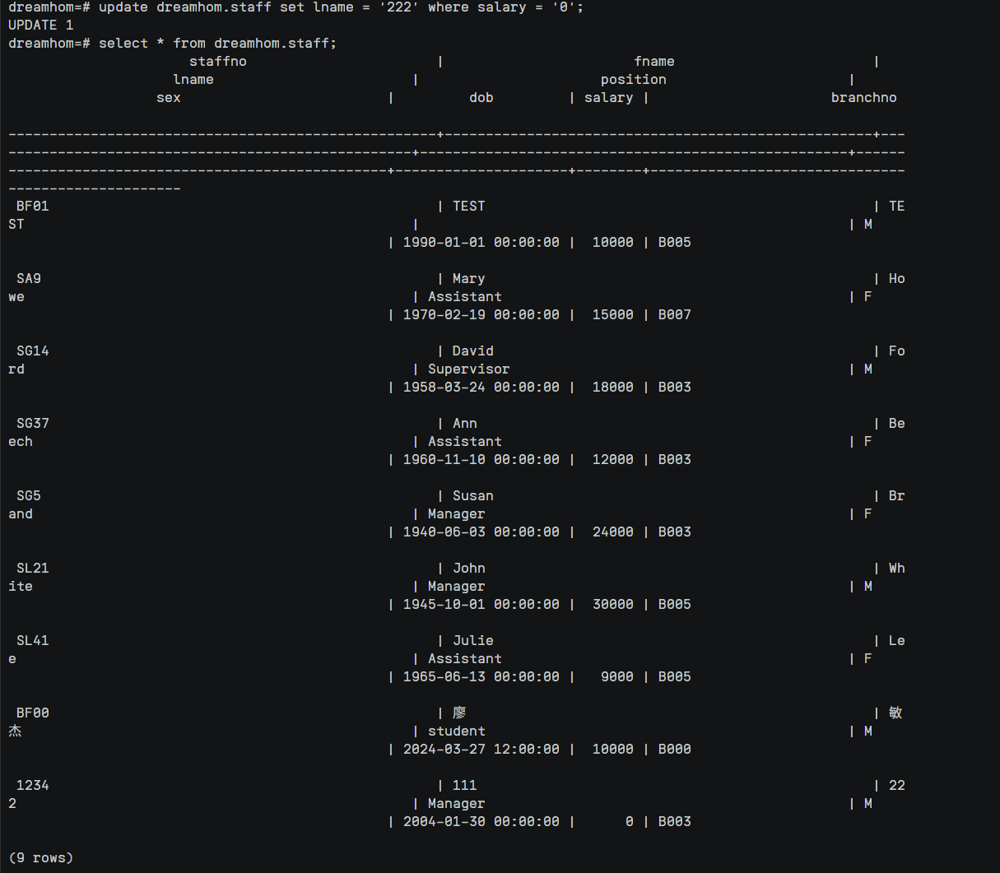 dreamhom=# update dreamhom.staff set lname = '222' where salary = '0';
UPDATE 1
dreamhom=# select * from dreamhom.staff;
                      staffno                       |                       fname                        |
                    lname                        |                      position                      |
                  sex                         |         dob         | salary |                      branchno

----------------------------------------------------+----------------------------------------------------+---
-------------------------------------------------+----------------------------------------------------+------
----------------------------------------------+---------------------+--------+-------------------------------
---------------------
 BF01                                               | TEST                                               | TE
ST                                               |                                                    | M
                                              | 1990-01-01 00:00:00 |  10000 | B005

 SA9                                                | Mary                                               | Ho
we                                               | Assistant                                          | F
                                              | 1970-02-19 00:00:00 |  15000 | B007

 SG14                                               | David                                              | Fo
rd                                               | Supervisor                                         | M
                                              | 1958-03-24 00:00:00 |  18000 | B003

 SG37                                               | Ann                                                | Be
ech                                              | Assistant                                          | F
                                              | 1960-11-10 00:00:00 |  12000 | B003

 SG5                                                | Susan                                              | Br
and                                              | Manager                                            | F
                                              | 1940-06-03 00:00:00 |  24000 | B003

 SL21                                               | John                                               | Wh
ite                                              | Manager                                            | M
                                              | 1945-10-01 00:00:00 |  30000 | B005

 SL41                                               | Julie                                              | Le
e                                                | Assistant                                          | F
                                              | 1965-06-13 00:00:00 |   9000 | B005

 BF00                                               | 廖                                                 | 敏
杰                                               | student                                            | M
                                              | 2024-03-27 12:00:00 |  10000 | B000

 1234                                               | 111                                                | 22
2                                                | Manager                                            | M
                                              | 2004-01-30 00:00:00 |      0 | B003

(9 rows)